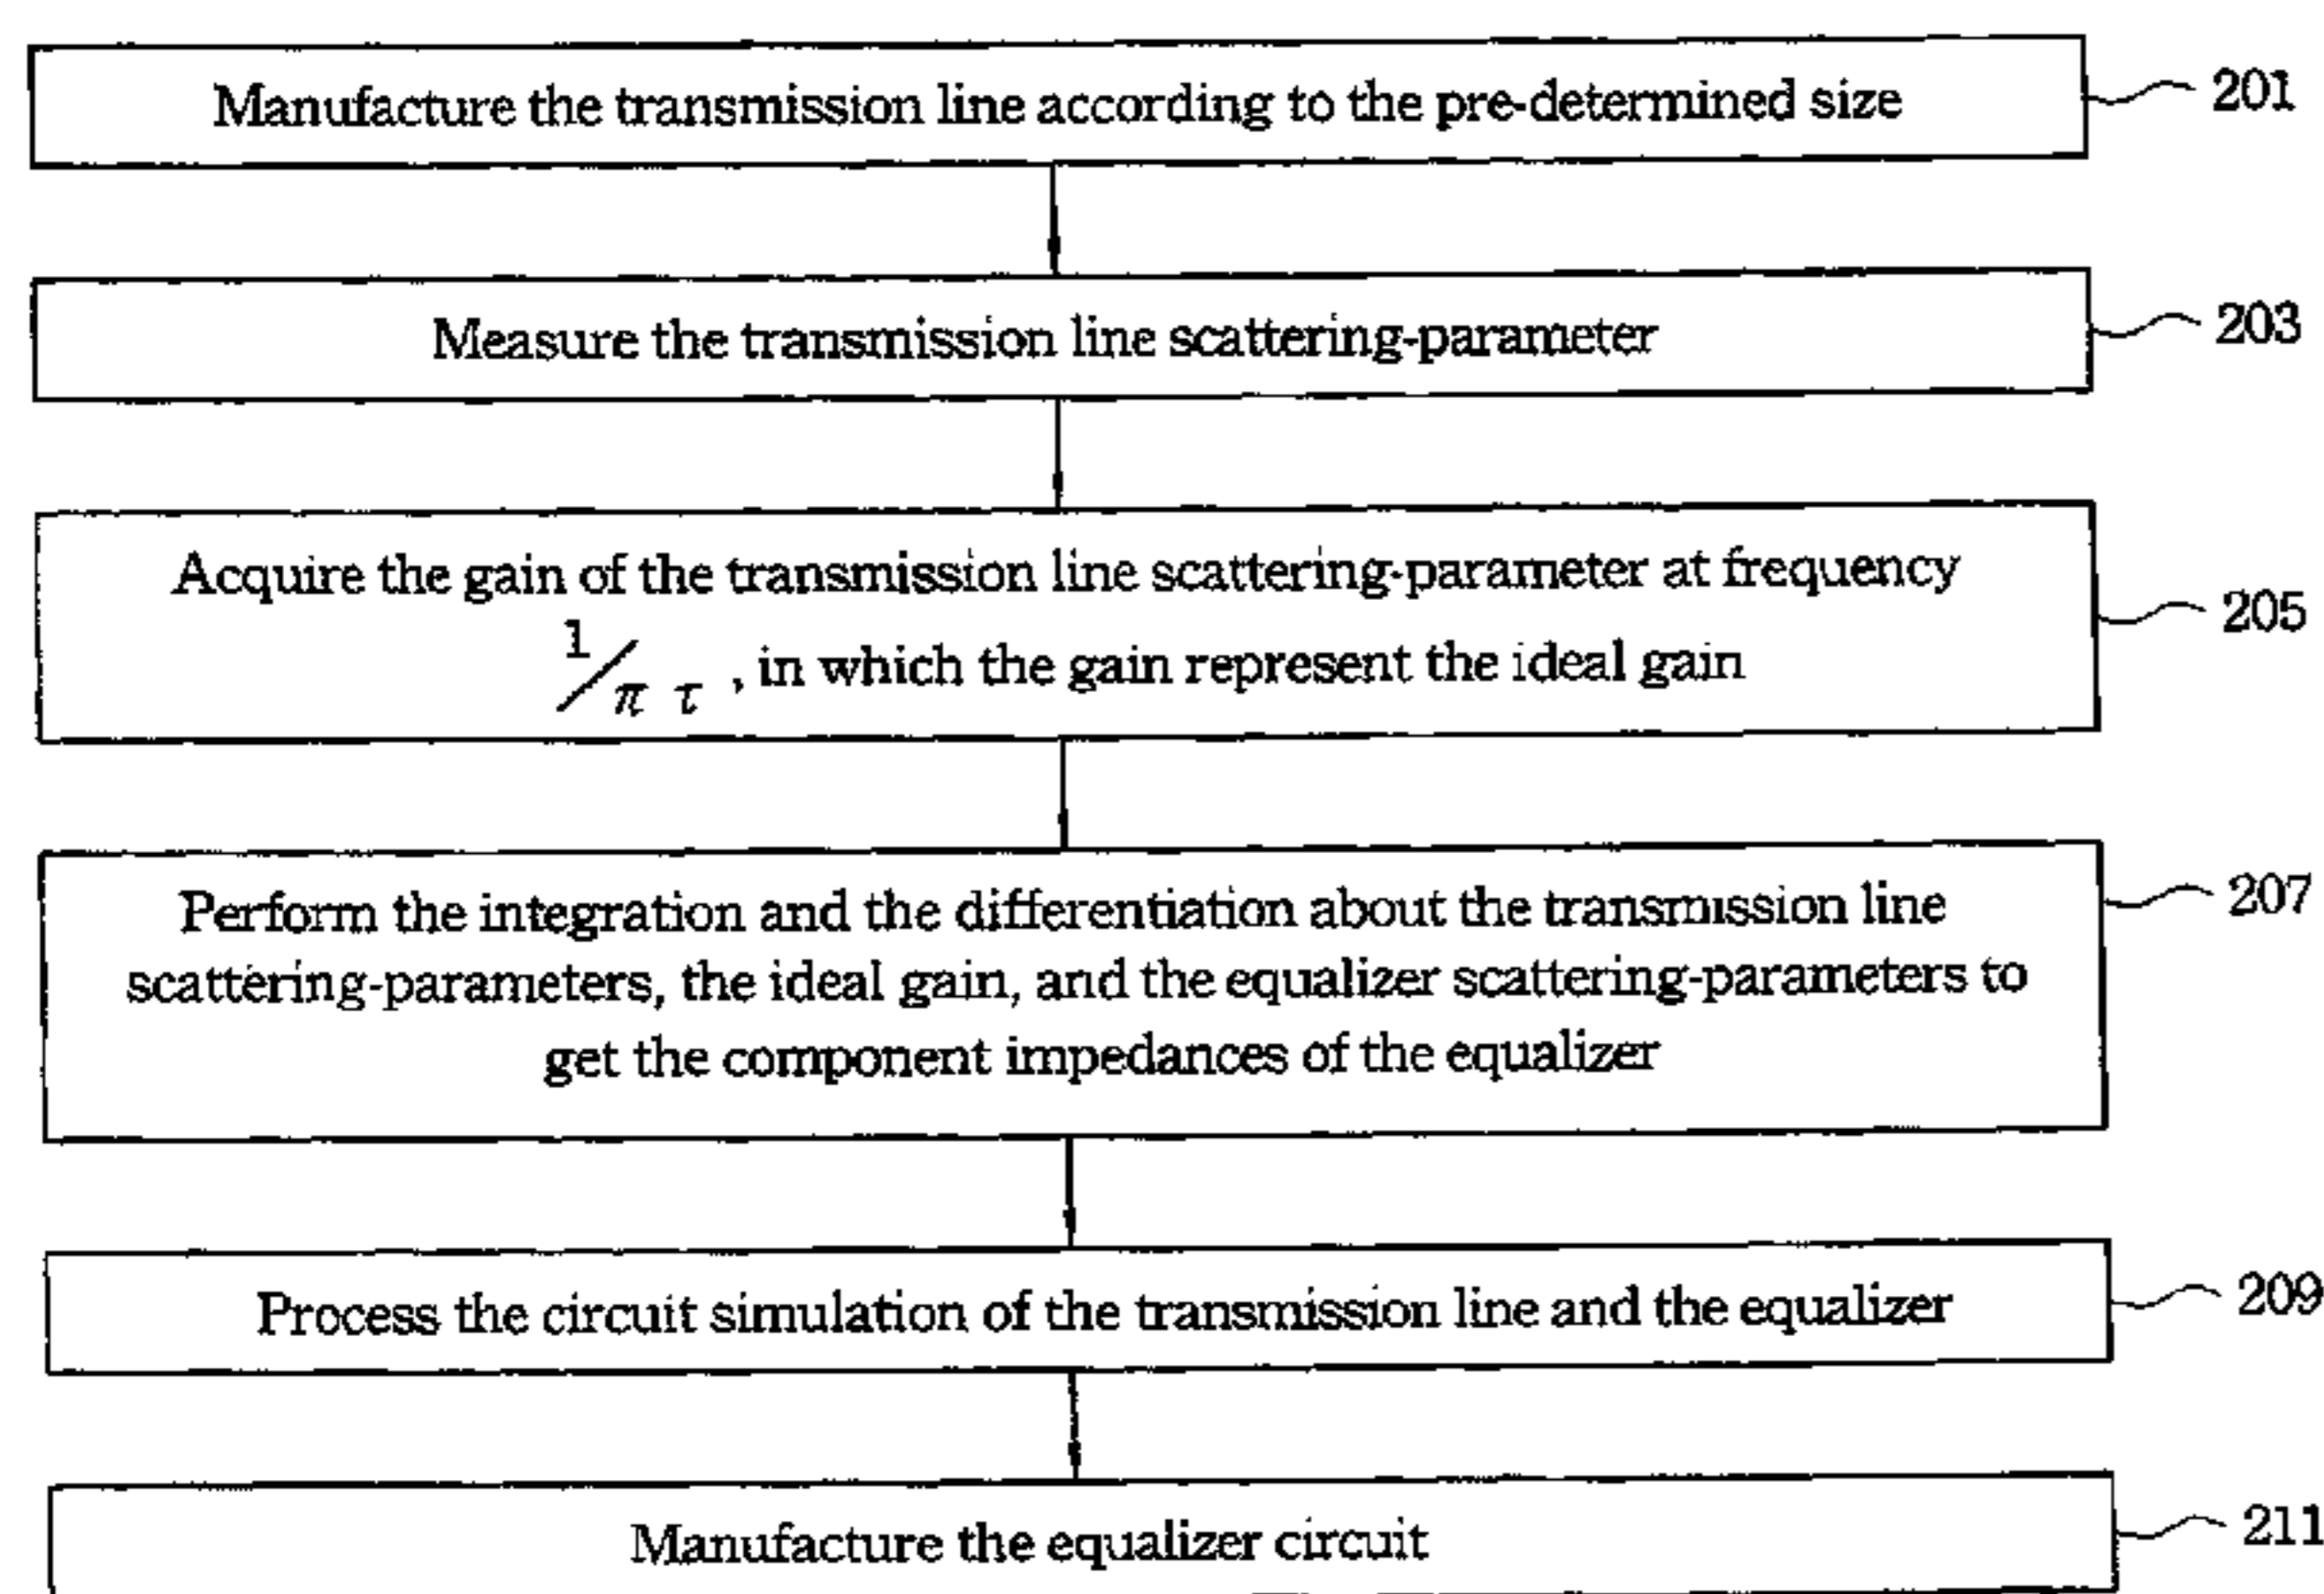 Manufacture the transmission line according to the pre-determined size
201
Measure the transmission line scattering-parameter
203
Acquire the gain of the transmission line scattering-parameter at frequency
1/π τ , in which the gain represent the ideal gain
205
Perform the integration and the differentiation about the transmission line
scattering-parameters, the ideal gain, and the equalizer scattering-parameters to
get the component impedances of the equalizer
207
Process the circuit simulation of the transmission line and the equalizer
209
Manufacture the equalizer circuit
211